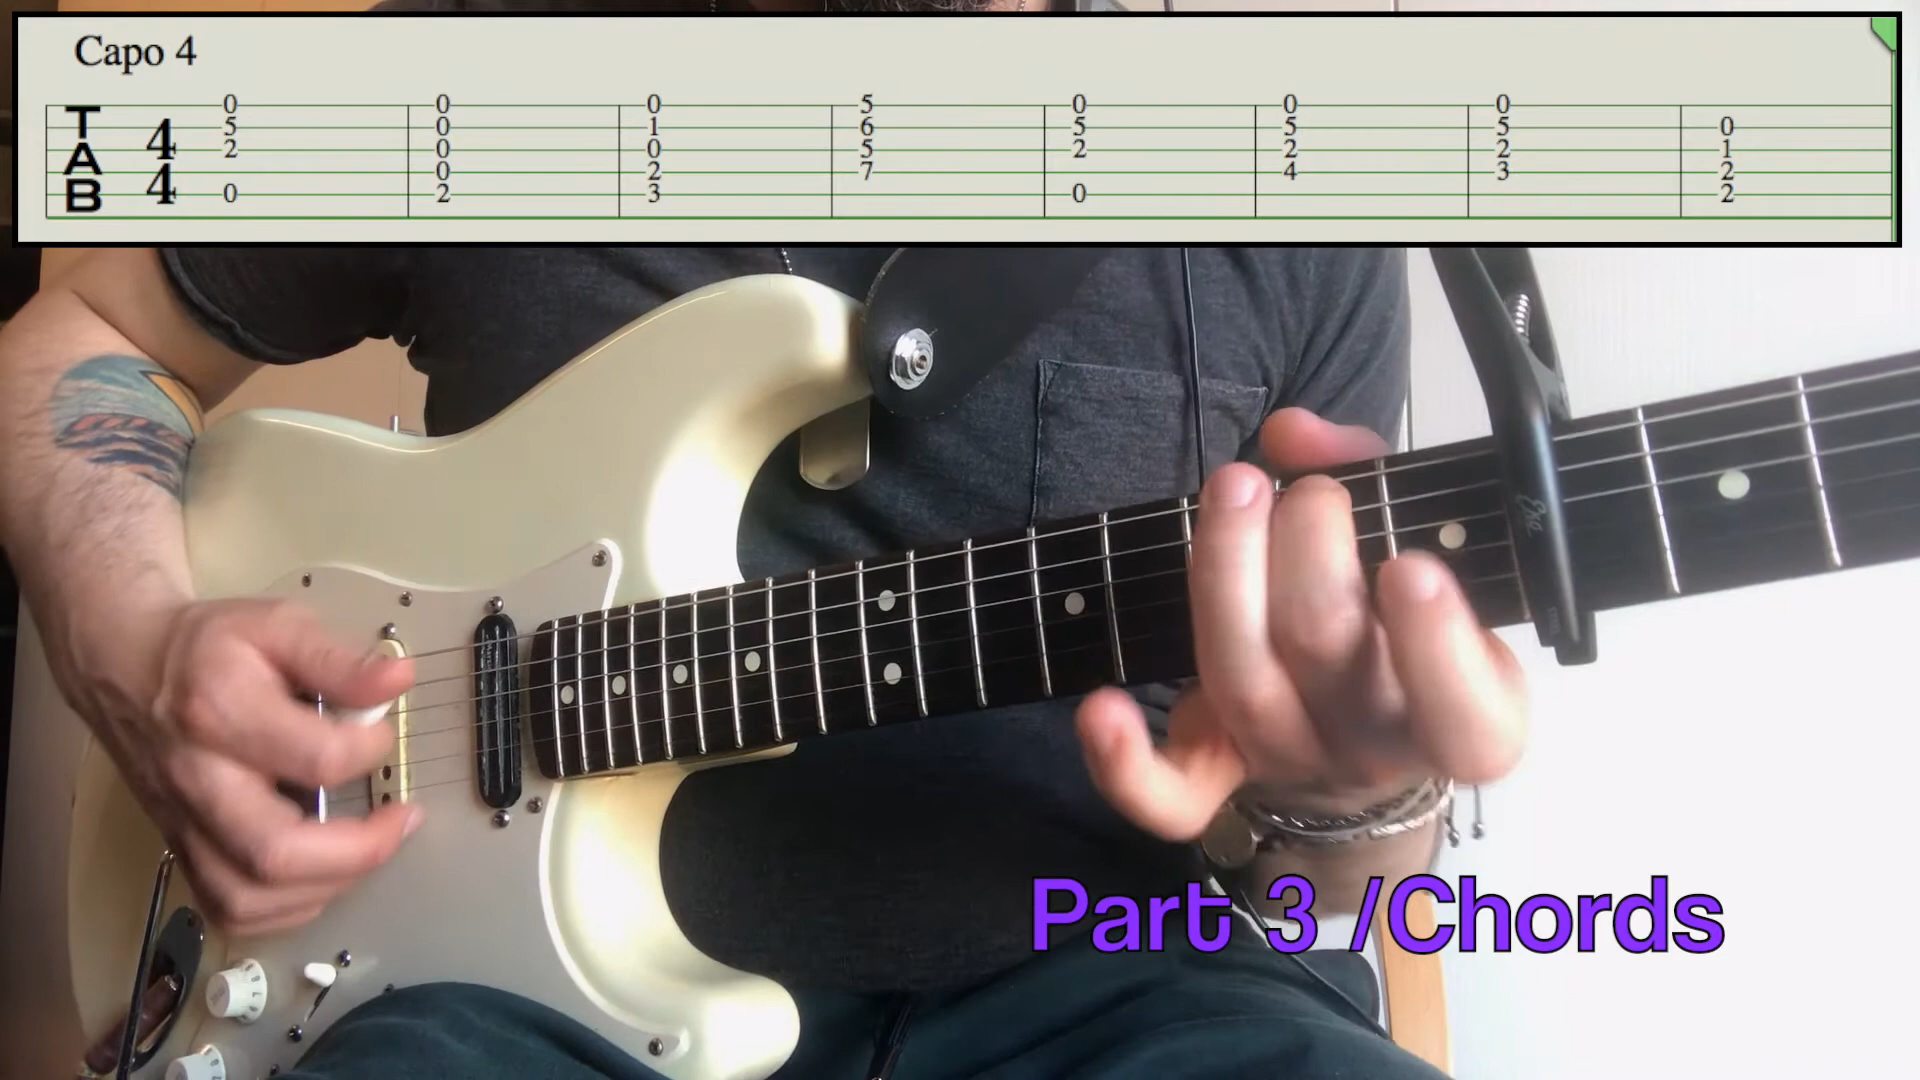 Capo 4
0 0 0 5 0 0 0
5 0 1 6 5 5 5 0
T 4 2 0 0 5 2 2 2 1
A 4 0 2 7 4 3 2
B 0 2 3 0 2
Part 3 /Chords